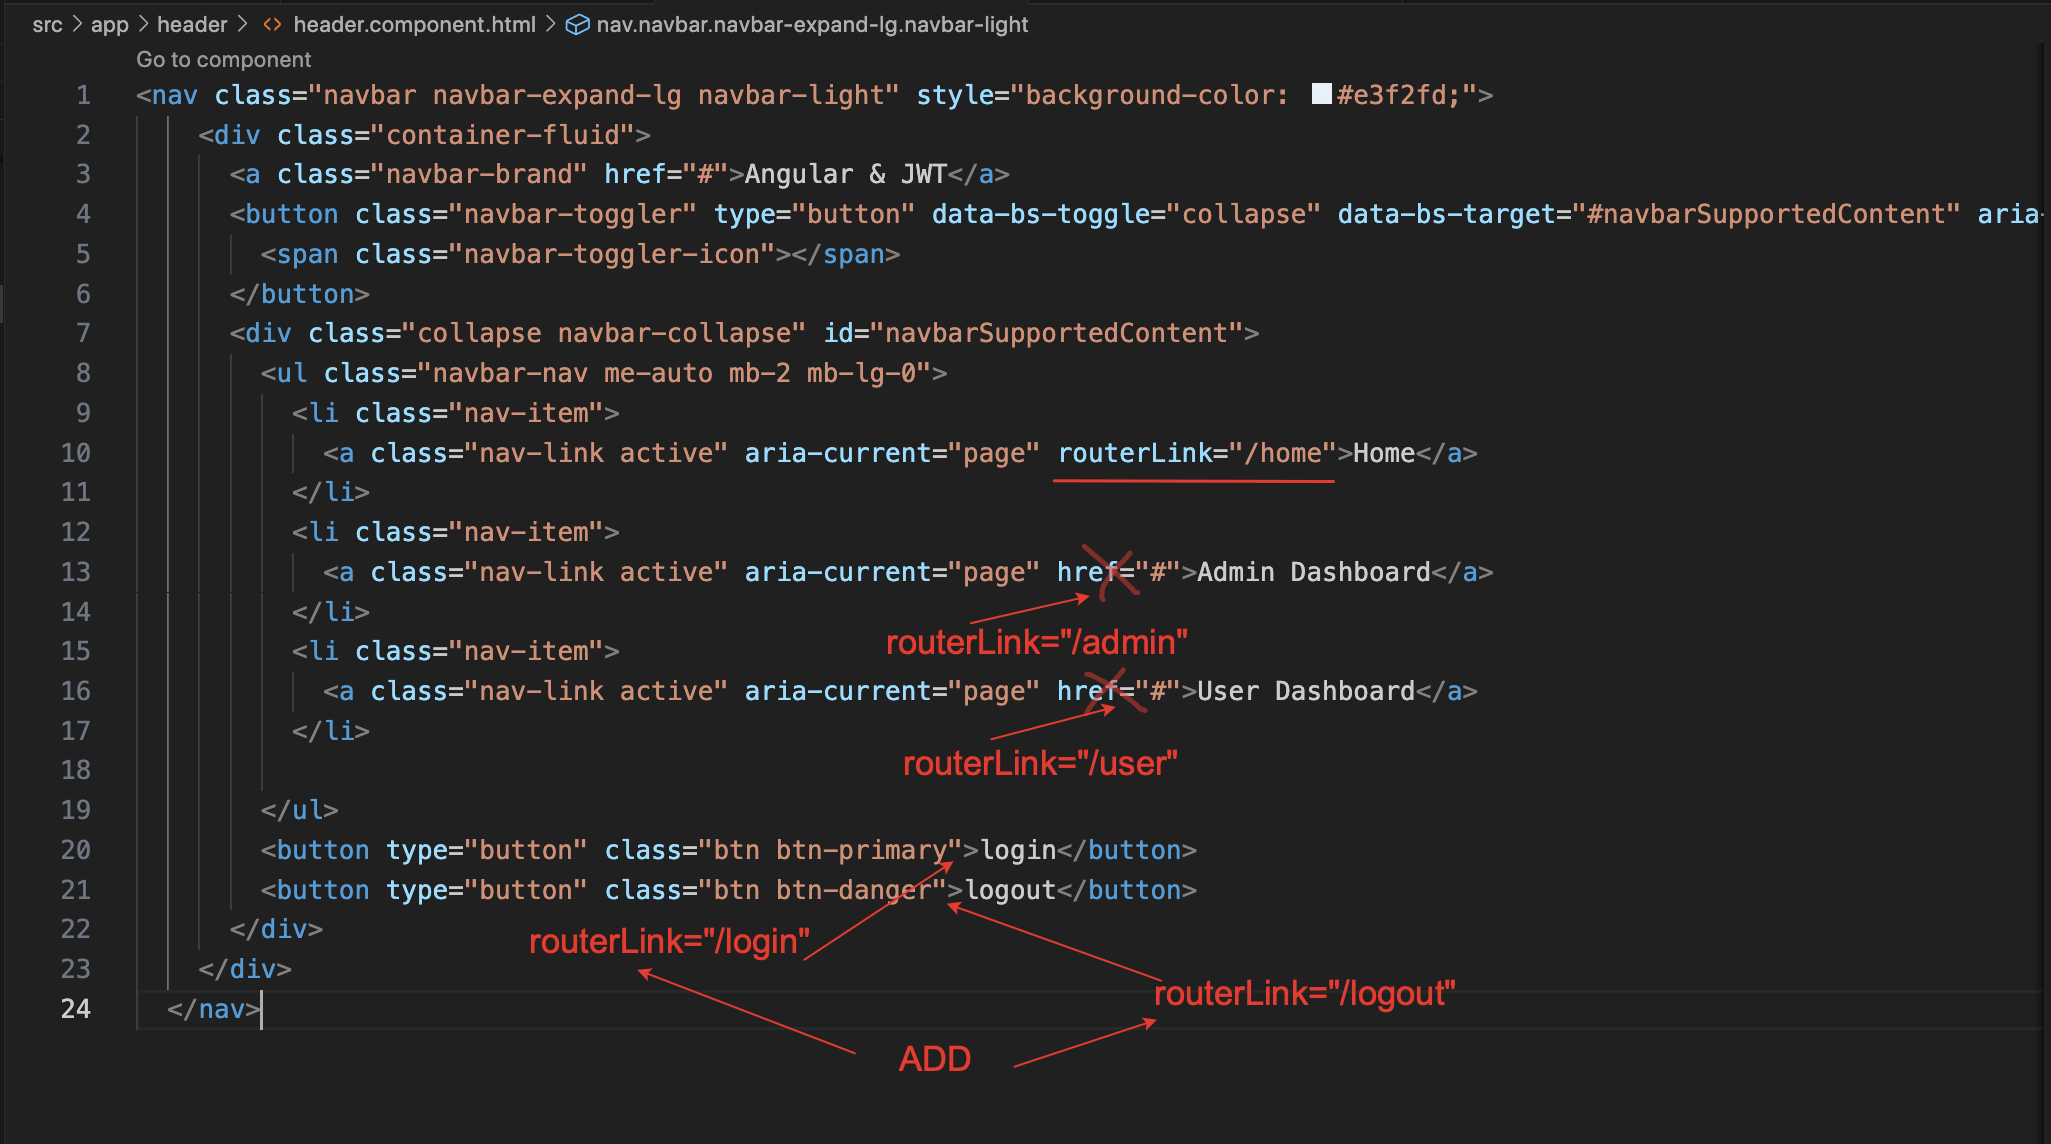 src > app > header > <> header.component.html > nav.navbar.navbar-expand-lg.navbar-light
Go to component
1 <nav class="navbar navbar-expand-lg navbar-light" style="background-color: #e3f2fd;">
2 <div class="container-fluid">
3 <a class="navbar-brand" href="#">Angular & JWT</a>
4 <button class="navbar-toggler" type="button" data-bs-toggle="collapse" data-bs-target="#navbarSupportedContent" aria-
5 <span class="navbar-toggler-icon"></span>
6 </button>
7 <div class="collapse navbar-collapse" id="navbarSupportedContent">
8 <ul class="navbar-nav me-auto mb-2 mb-lg-0">
9 <li class="nav-item">
10 <a class="nav-link active" aria-current="page" routerLink="/home">Home</a>
11 </li>
12 <li class="nav-item">
13 <a class="nav-link active" aria-current="page" href="#">Admin Dashboard</a>
14 </li>
routerLink="/admin"
15 <li class="nav-item">
16 <a class="nav-link active" aria-current="page" href="#">User Dashboard</a>
17 </li>
routerLink="/user"
18
19 </ul>
20 <button type="button" class="btn btn-primary">login</button>
21 <button type="button" class="btn btn-danger">logout</button>
22 </div>
routerLink="/login"
23 </div>
routerLink="/logout"
24 </nav>
ADD